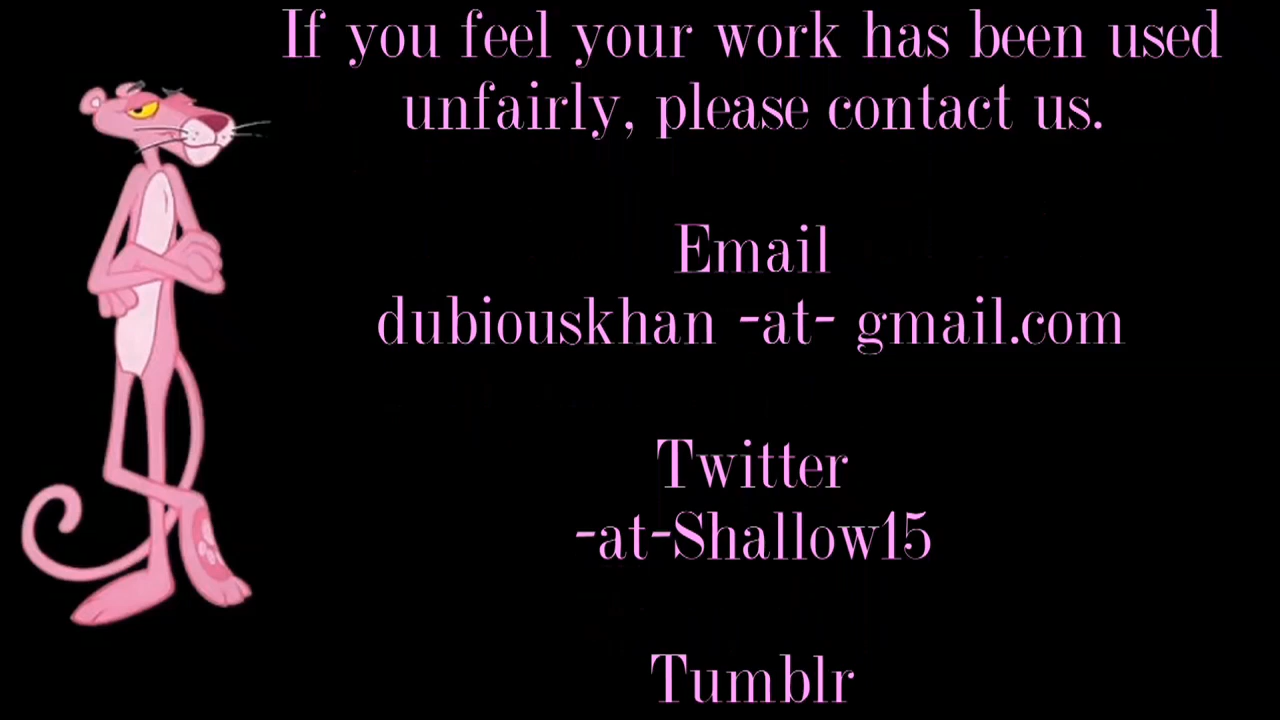 If you feel your work has been used
unfairly, please contact us.
Email
dubiouskhan -at- gmail.com
Twitter
-at-Shallow15
Tumblr